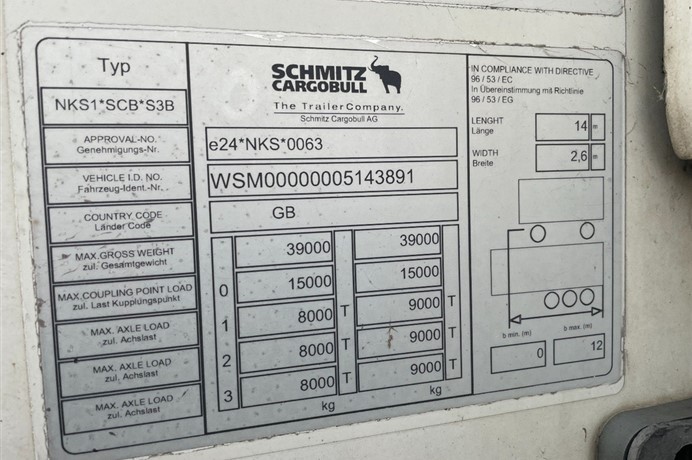 Typ
NKS1*SCB*S3B
APPROVAL-NO.
Genehmigungs-Nr.
VEHICLE I.D. NO.
Fahrzeug-Ident.-Nr.
COUNTRY CODE
Länder Code
MAX.GROSS WEIGHT
zul. Gesamtgewicht
MAX.COUPLING POINT LOAD
zul. Last Kupplungspunkt
MAX. AXLE LOAD
zul. Achslast
MAX. AXLE LOAD
zul. Achslast
MAX. AXLE LOAD
zul. Achslast
SCHMITZ
CARGOBULL
The TrailerCompany.
Schmitz Cargobull AG
e24*NKS*0063
WSM00000005143891
GB
39000 39000
0 15000 15000
1 8000 T 9000 T
2 8000 T 9000 T
3 8000 T 9000 T
kg kg
IN COMPLIANCE WITH DIRECTIVE
96 / 53 / EC
In Übereinstimmung mit Richtlinie
96 / 53 / EG
LENGHT
Länge
14 m
WIDTH
Breite
2,6 m
b min. (m) b max. (m)
0 12